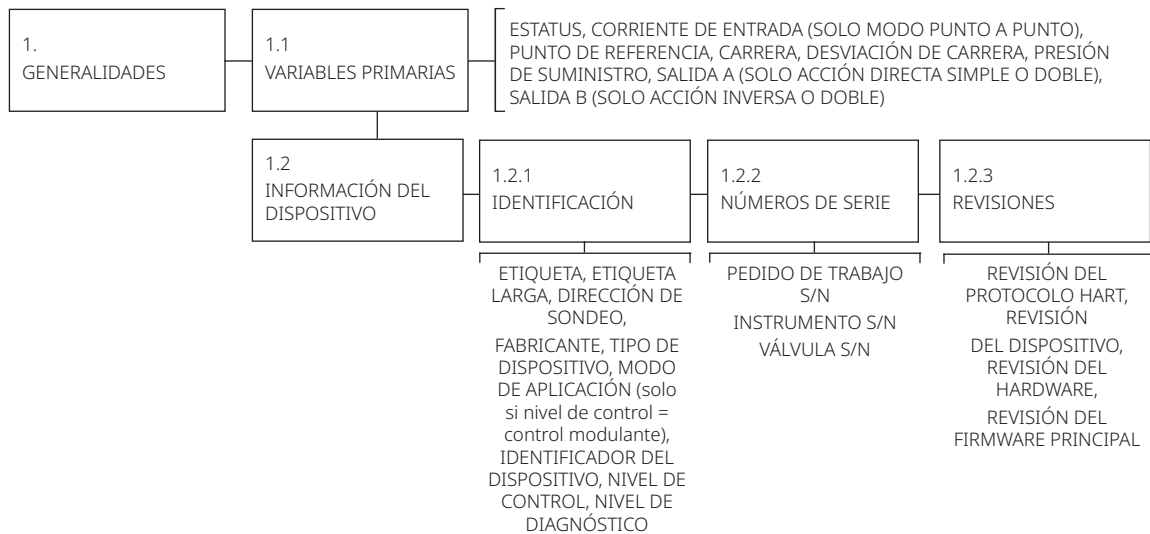 1.
GENERALIDADES
1.1
VARIABLES PRIMARIAS
ESTATUS, CORRIENTE DE ENTRADA (SOLO MODO PUNTO A PUNTO),
PUNTO DE REFERENCIA, CARRERA, DESVIACIÓN DE CARRERA, PRESIÓN
DE SUMINISTRO, SALIDA A (SOLO ACCIÓN DIRECTA SIMPLE O DOBLE),
SALIDA B (SOLO ACCIÓN INVERSA O DOBLE)
1.2
INFORMACIÓN DEL
DISPOSITIVO
1.2.1
IDENTIFICACIÓN
1.2.2
NÚMEROS DE SERIE
1.2.3
REVISIONES
ETIQUETA, ETIQUETA
LARGA, DIRECCIÓN DE
SONDEO,
FABRICANTE, TIPO DE
DISPOSITIVO, MODO
DE APLICACIÓN (solo
si nivel de control =
control modulante),
IDENTIFICADOR DEL
DISPOSITIVO, NIVEL DE
CONTROL, NIVEL DE
DIAGNÓSTICO
PEDIDO DE TRABAJO
S/N
INSTRUMENTO S/N
VÁLVULA S/N
REVISIÓN DEL
PROTOCOLO HART,
REVISIÓN
DEL DISPOSITIVO,
REVISIÓN DEL
HARDWARE,
REVISIÓN DEL
FIRMWARE PRINCIPAL